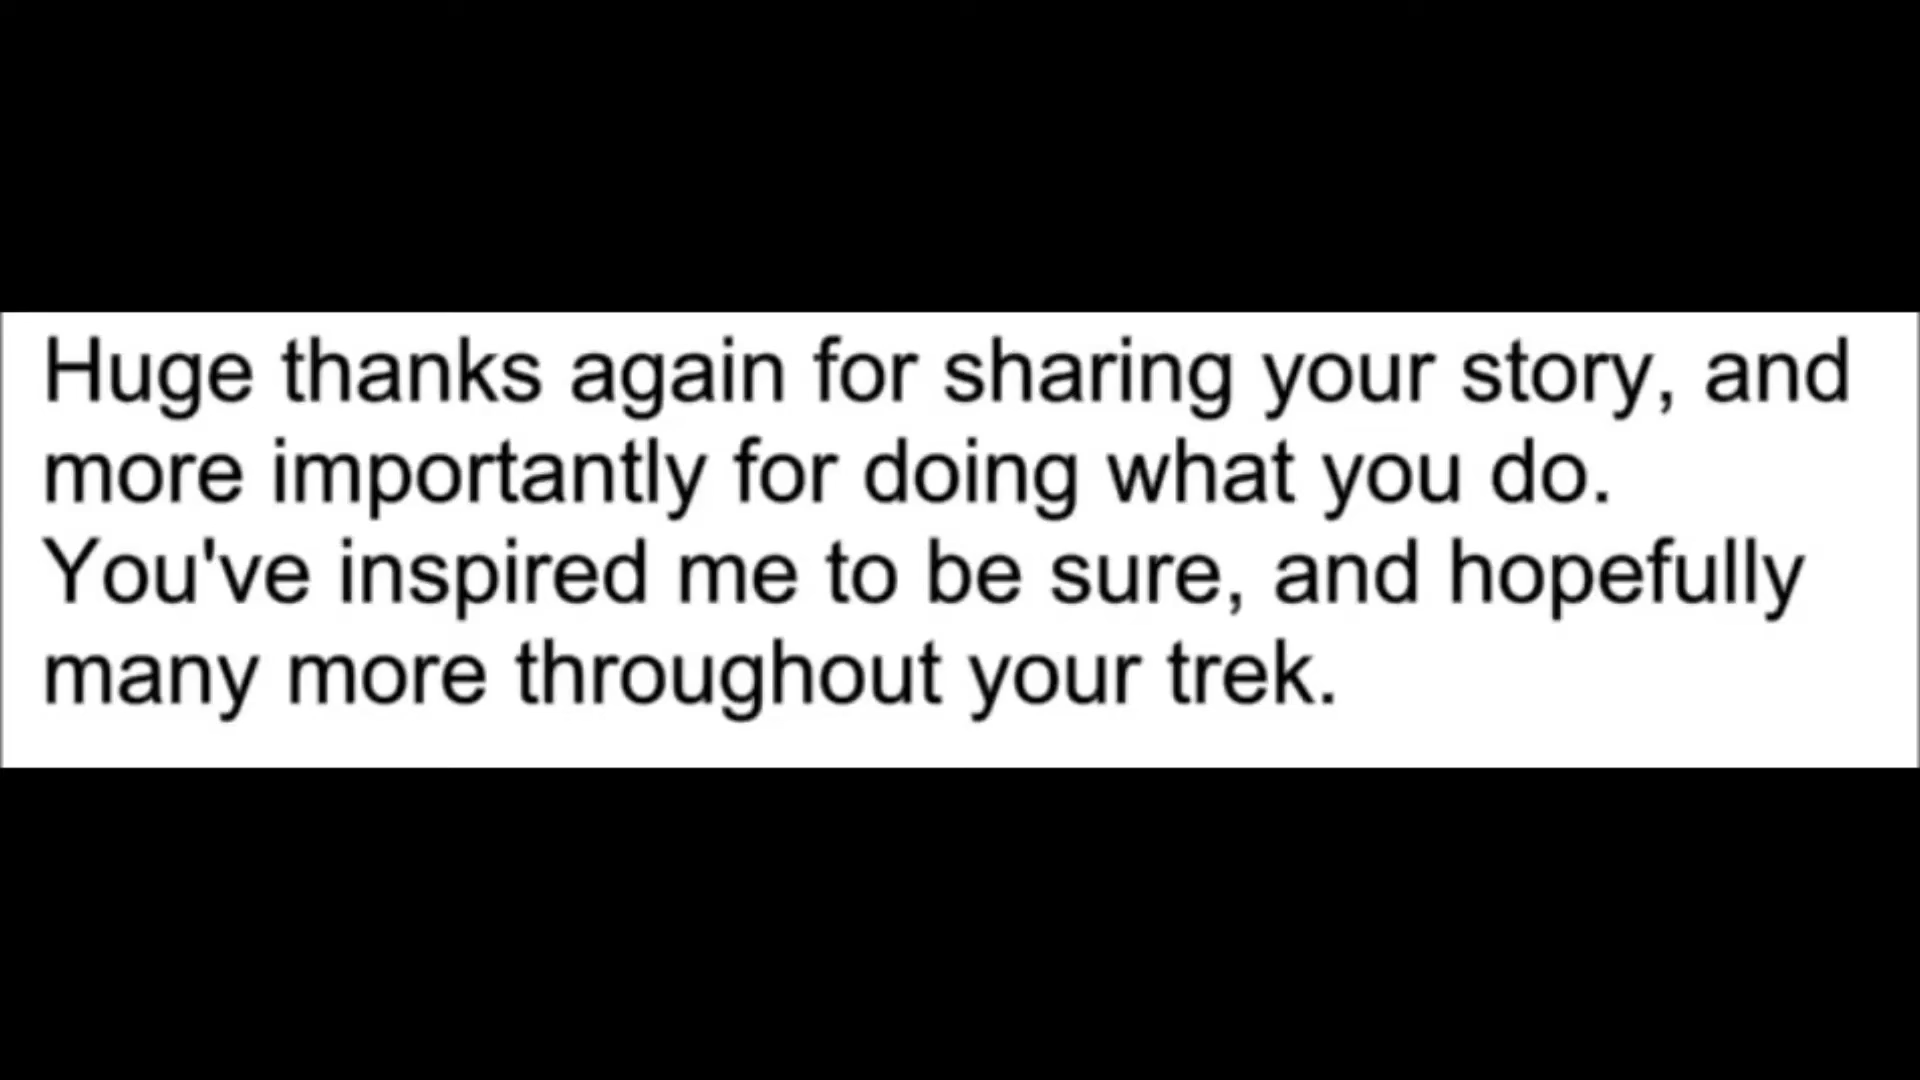 Huge thanks again for sharing your story, and
more importantly for doing what you do.
You've inspired me to be sure, and hopefully
many more throughout your trek.